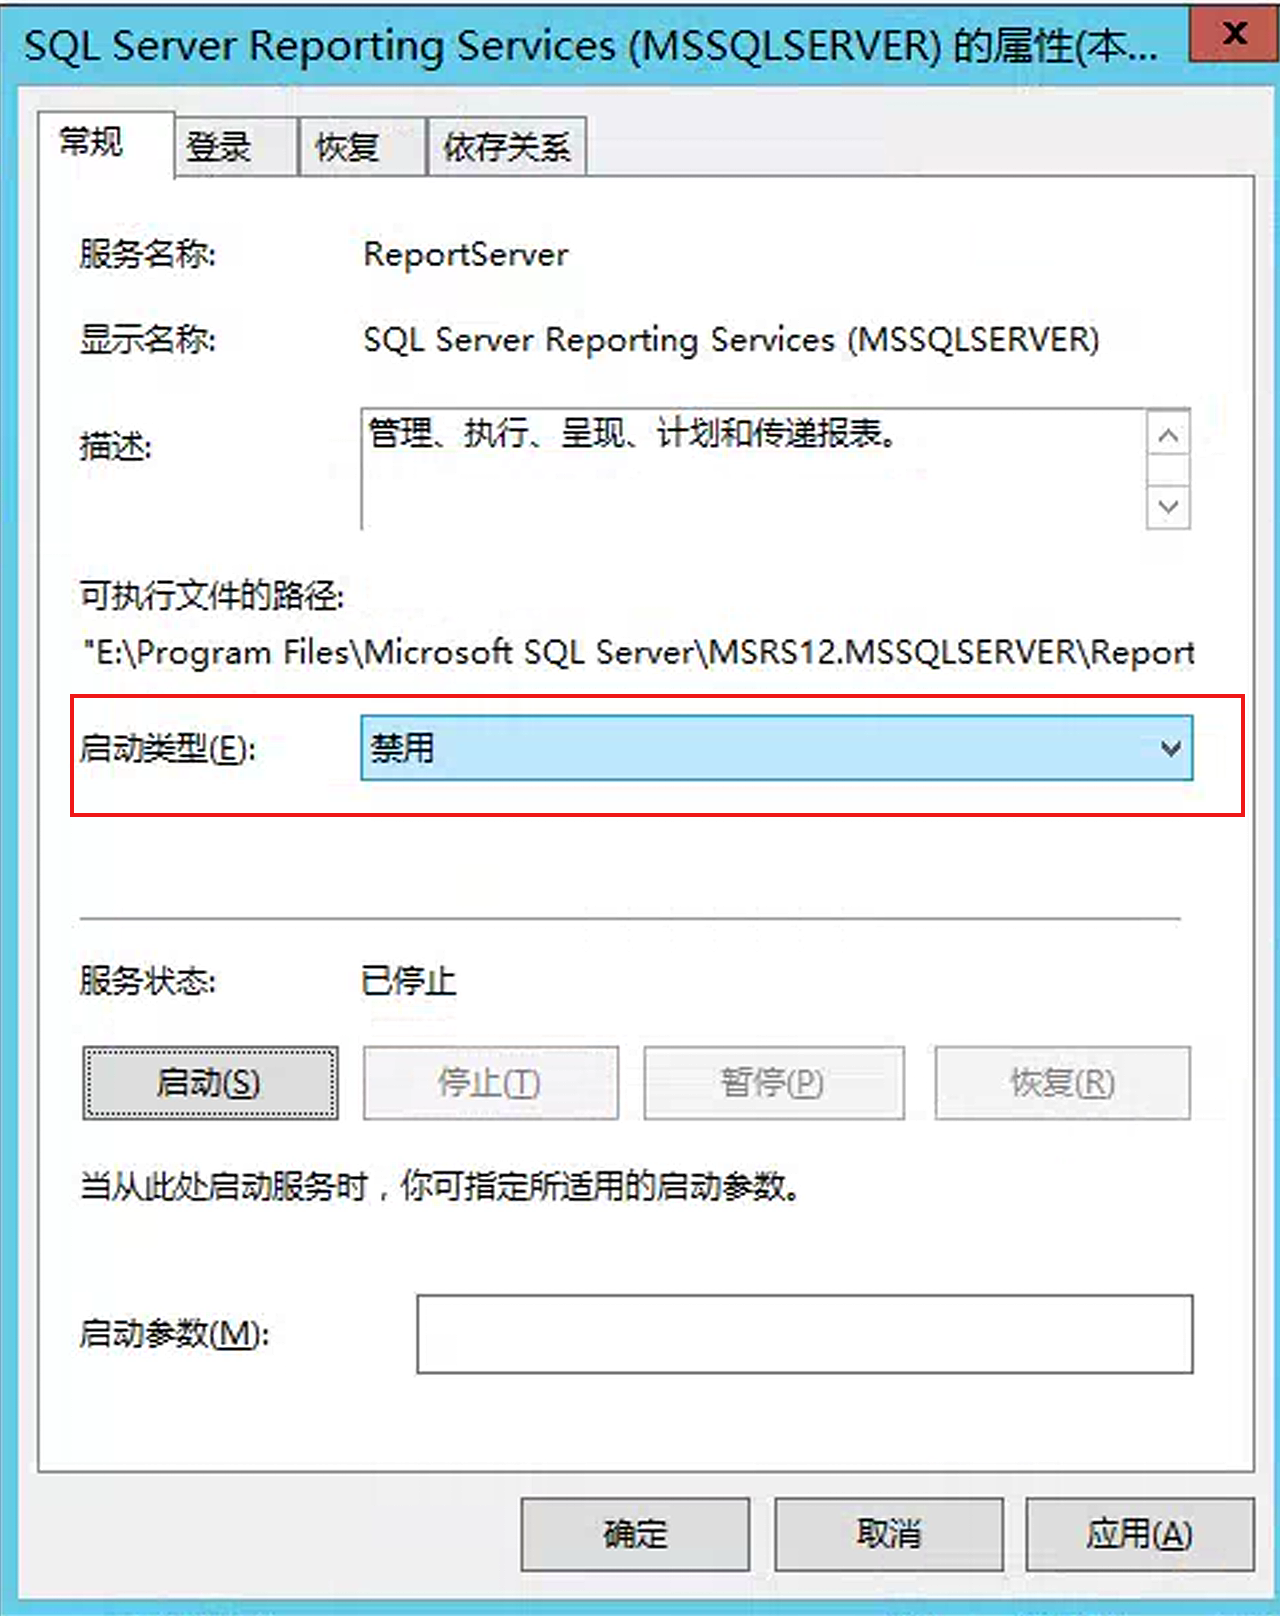 SQL Server Reporting Services (MSSQLSERVER) 的属性(本...
常规 登录 恢复 依存关系
服务名称: ReportServer
显示名称: SQL Server Reporting Services (MSSQLSERVER)
描述: 管理、执行、呈现、计划和传递报表。
可执行文件的路径:
"E:\Program Files\Microsoft SQL Server\MSRS12.MSSQLSERVER\Report
启动类型(E): 禁用
服务状态: 已停止
启动(S) 停止(T) 暂停(P) 恢复(R)
当从此处启动服务时，你可指定所适用的启动参数。
启动参数(M):
确定 取消 应用(A)